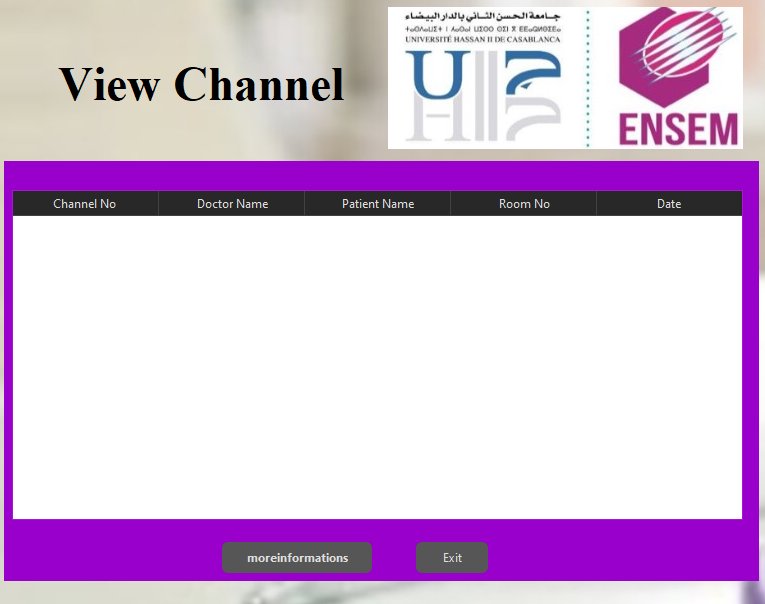 View Channel
جامعة الحسن الثاني بالدار البيضاء
UNIVERSITÉ HASSAN II DE CASABLANCA
ENSEM
Channel No
Doctor Name
Patient Name
Room No
Date
moreinformations
Exit